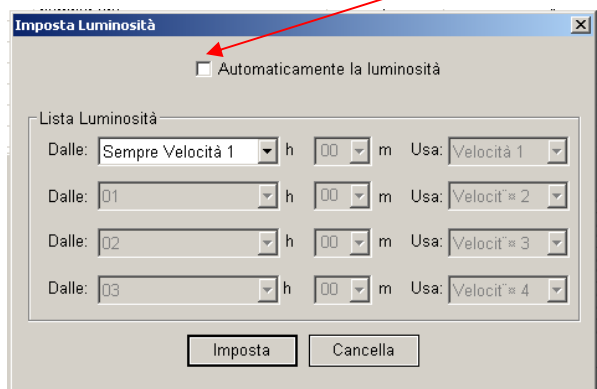 Imposta Luminosità
Automaticamente la luminosità
Lista Luminosità
Dalle: Sempre Velocità 1 h 00 m Usa: Velocità 1
Dalle: 01 h 00 m Usa: Velocit¨¤ 2
Dalle: 02 h 00 m Usa: Velocit¨¤ 3
Dalle: 03 h 00 m Usa: Velocit¨¤ 4
Imposta Cancella